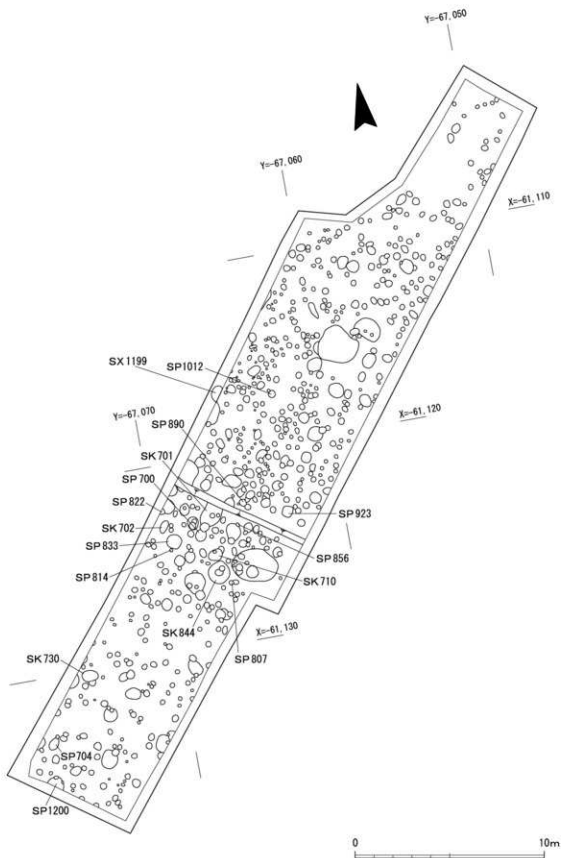 Y=-67,050
Y=-67,060
X=-61,110
SX1199
SP1012
Y=-67,070
X=-61,120
SP890
SK701
SP700
SP822
SP923
SK702
SP833
SP856
SP814
SK710
SK844
X=-61,130
SP807
SK730
SP704
SP1200
0
10m